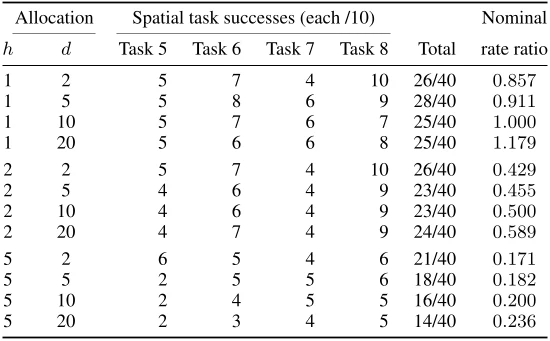 Allocation Spatial task successes (each /10) Nominal
h d Task 5 Task 6 Task 7 Task 8 Total rate ratio
1 2 5 7 4 10 26/40 0.857
1 5 5 8 6 9 28/40 0.911
1 10 5 7 6 7 25/40 1.000
1 20 5 6 6 8 25/40 1.179
2 2 5 7 4 10 26/40 0.429
2 5 4 6 4 9 23/40 0.455
2 10 4 6 4 9 23/40 0.500
2 20 4 7 4 9 24/40 0.589
5 2 6 5 4 6 21/40 0.171
5 5 2 5 5 6 18/40 0.182
5 10 2 4 5 5 16/40 0.200
5 20 2 3 4 5 14/40 0.236